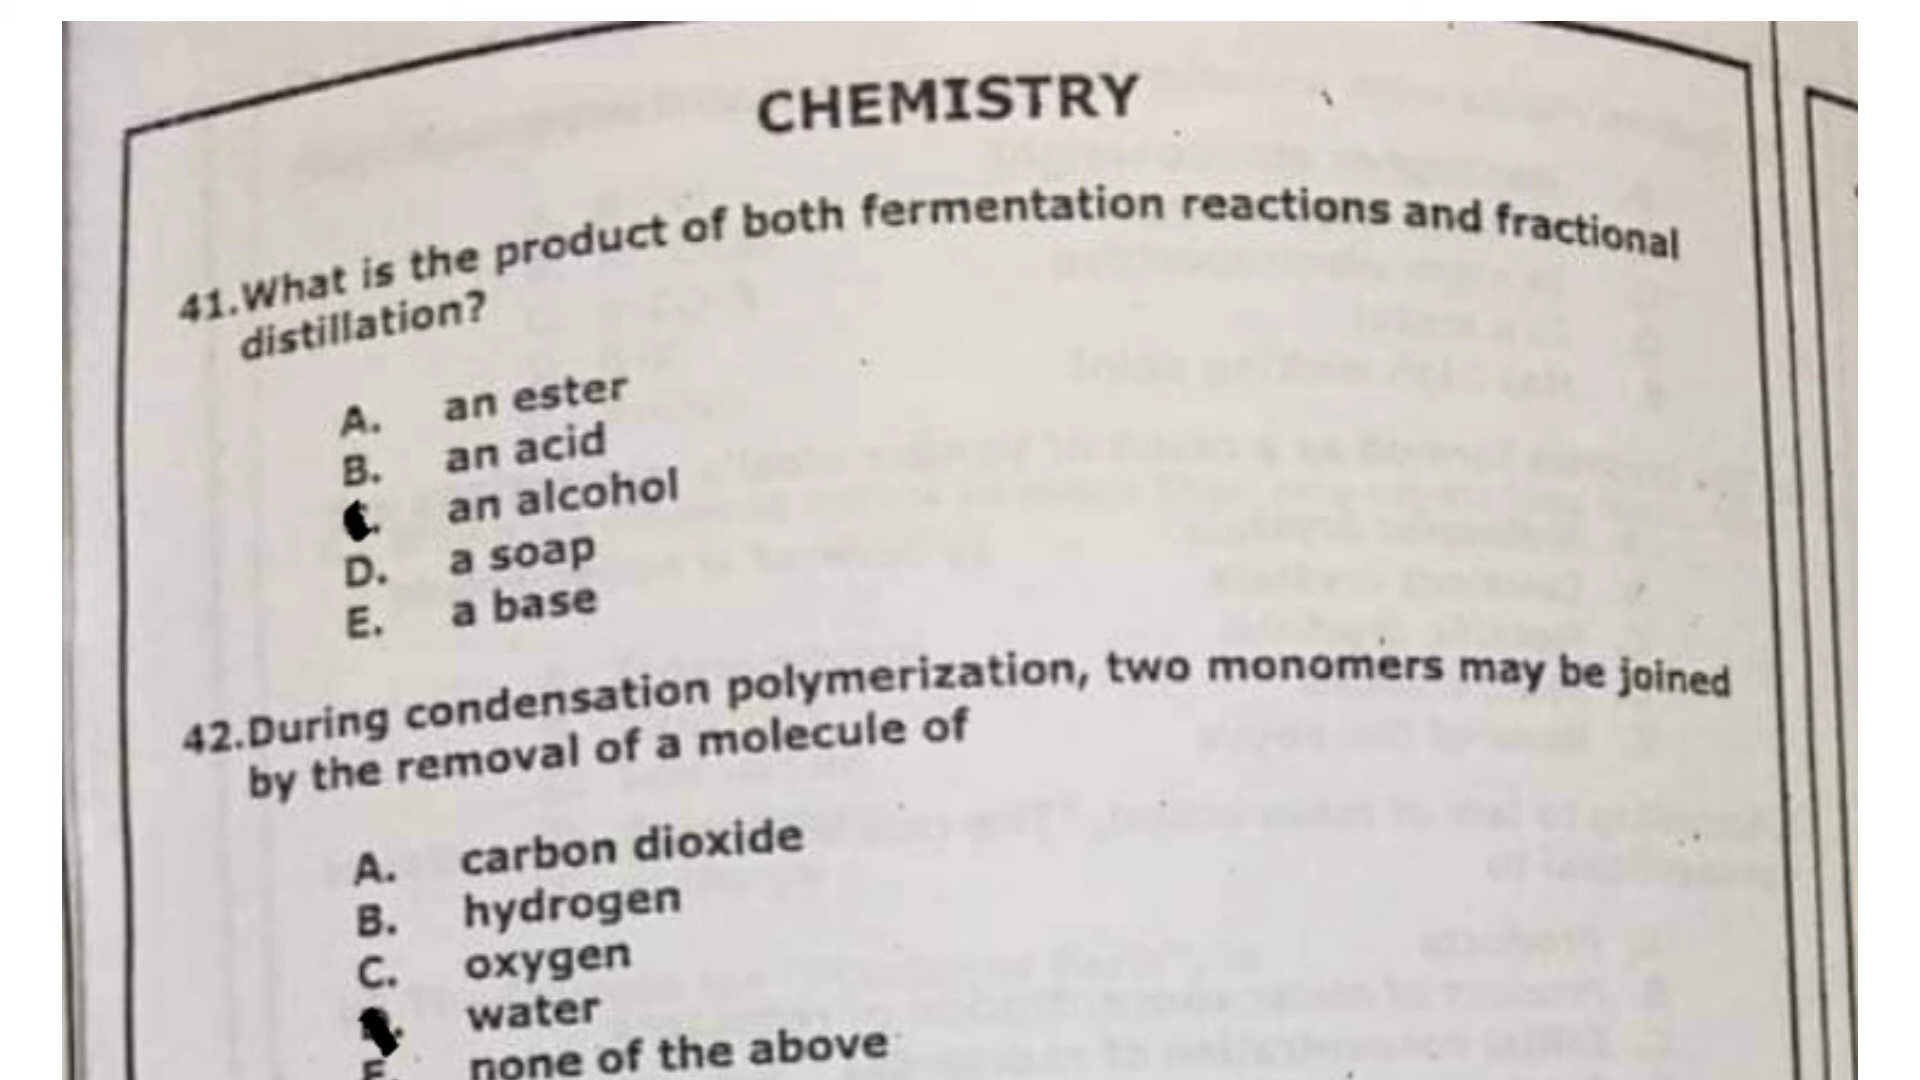 CHEMISTRY
41.What is the product of both fermentation reactions and fractional
distillation?
A. an ester
B. an acid
an alcohol
D. a soap
E. a base
42.During condensation polymerization, two monomers may be joined
by the removal of a molecule of
A. carbon dioxide
B. hydrogen
C. oxygen
water
E. none of the above